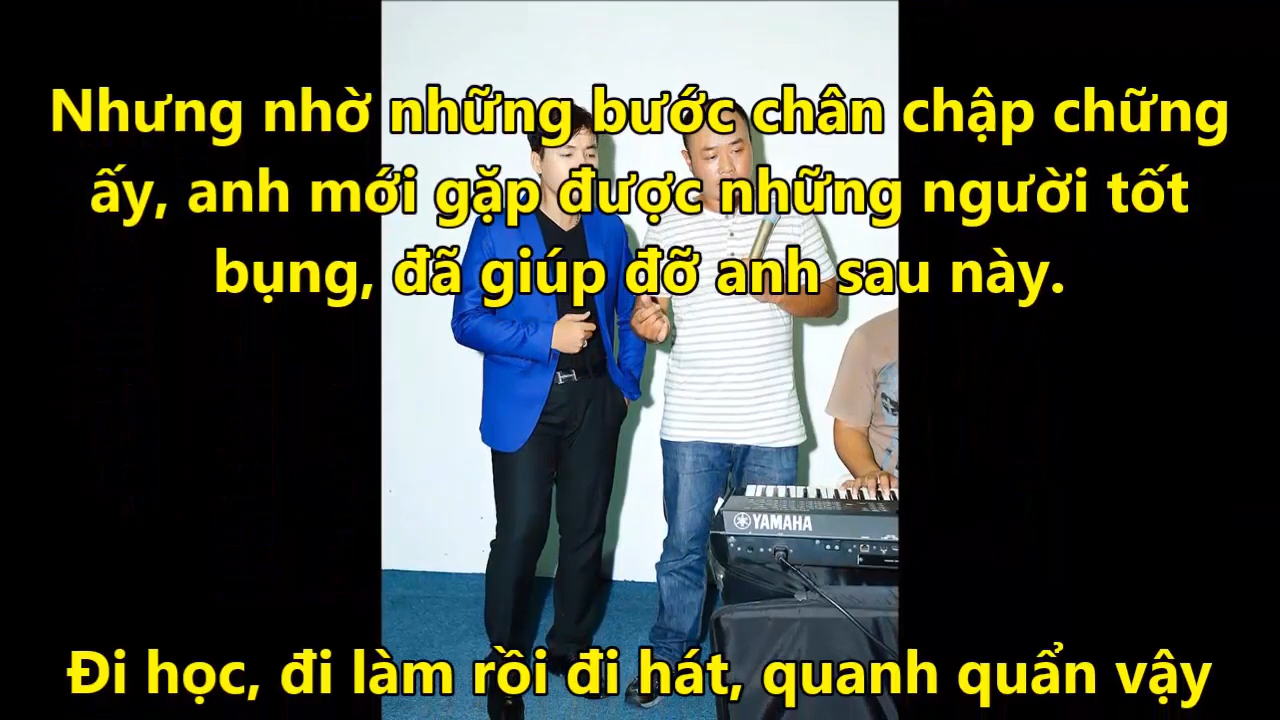 Nhưng nhờ những bước chân chập chững
ấy, anh mới gặp được những người tốt
bụng, đã giúp đỡ anh sau này.
YAMAHA
Đi học, đi làm rồi đi hát, quanh quẩn vậy